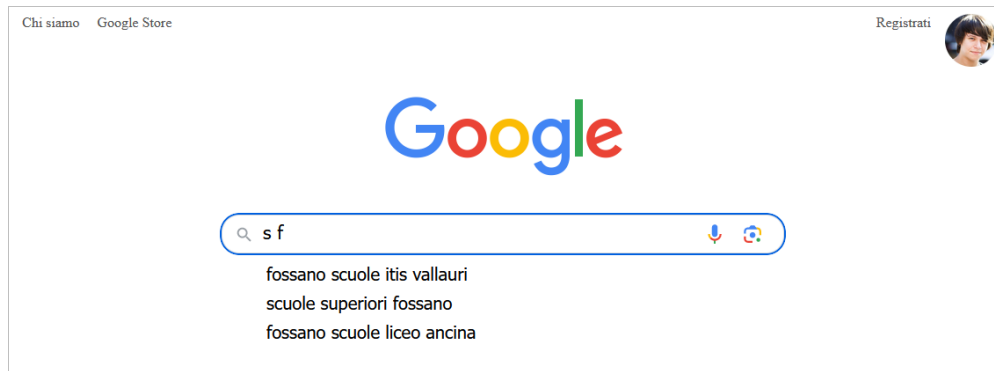 Chi siamo Google Store Registrati
Google
s f
fossano scuole itis vallauri
scuole superiori fossano
fossano scuole liceo ancina